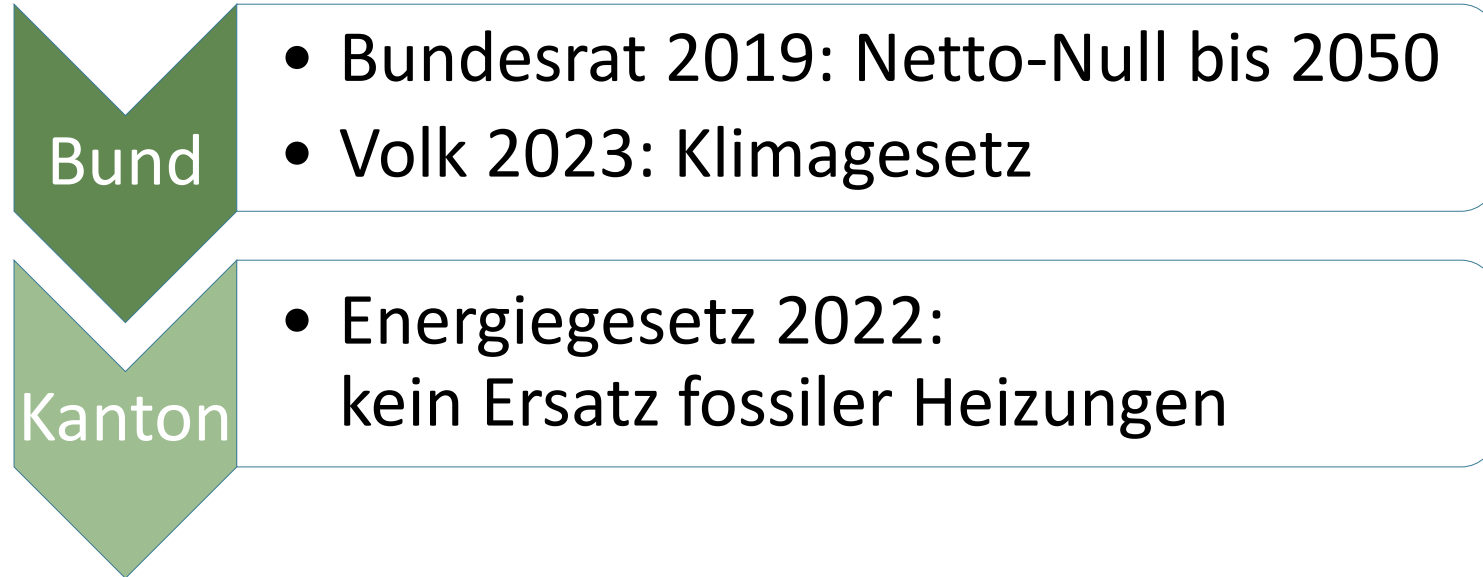 Bund
• Bundesrat 2019: Netto-Null bis 2050
• Volk 2023: Klimagesetz
Kanton
• Energiegesetz 2022:
kein Ersatz fossiler Heizungen